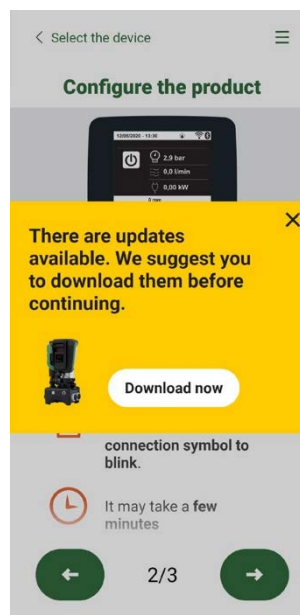 < Select the device
Configure the product
12/05/2020 - 13:36
2,9 bar
0,0 l/min
0,00 kW
There are updates
available. We suggest you
to download them before
continuing.
Download now
connection symbol to
blink.
It may take a few
minutes
2/3